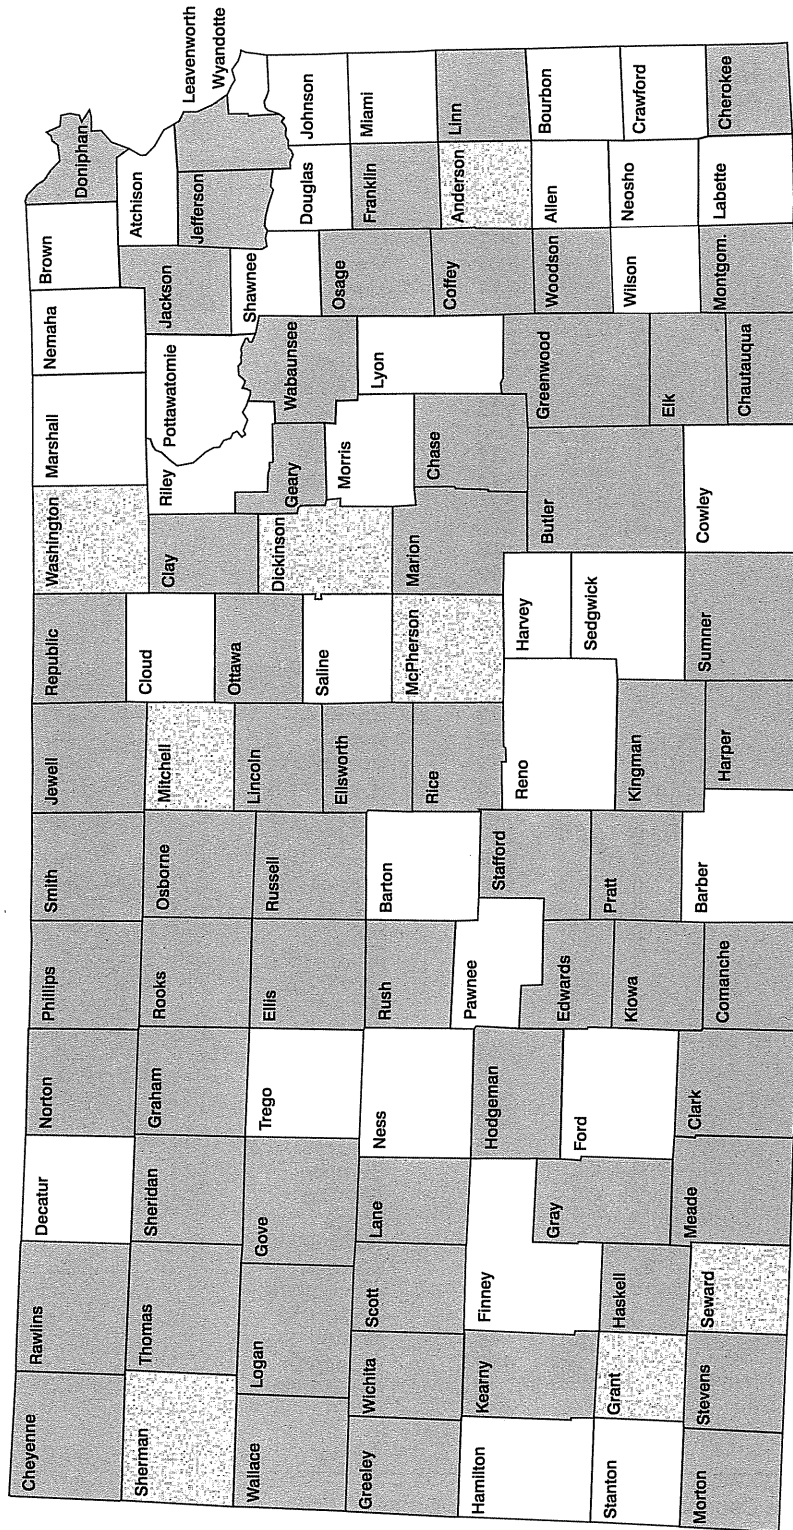 Cheyenne
Rawlins
Decatur
Norton
Phillips
Smith
Jewell
Republic
Washington
Marshall
Nemaha
Brown
Doniphan
Sherman
Thomas
Sheridan
Graham
Rooks
Osborne
Mitchell
Cloud
Clay
Riley
Pottawatomie
Jackson
Atchison
Jefferson
Leavenworth
Wyandotte
Wallace
Logan
Gove
Trego
Ellis
Russell
Lincoln
Ottawa
Dickinson
Geary
Wabaunsee
Shawnee
Douglas
Johnson
Greeley
Wichita
Scott
Lane
Ness
Rush
Barton
Ellsworth
Saline
Morris
Lyon
Osage
Franklin
Miami
Hamilton
Kearny
Finney
Hodgeman
Pawnee
Rice
McPherson
Marion
Chase
Coffey
Anderson
Linn
Stanton
Grant
Haskell
Gray
Ford
Edwards
Stafford
Reno
Harvey
Butler
Greenwood
Woodson
Allen
Bourbon
Kiowa
Pratt
Kingman
Sedgwick
Elk
Wilson
Neosho
Crawford
Morton
Stevens
Seward
Meade
Clark
Comanche
Barber
Harper
Sumner
Cowley
Chautauqua
Montgom.
Labette
Cherokee